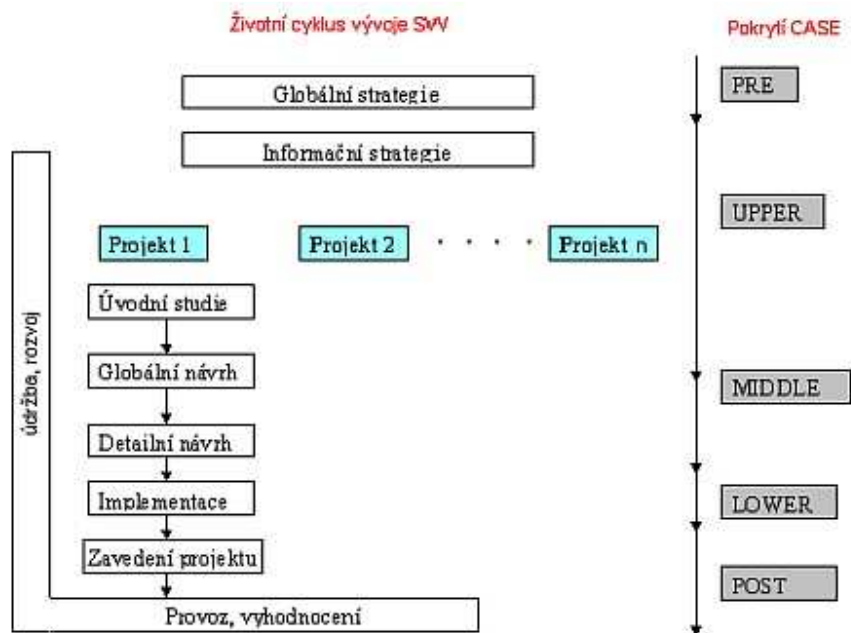 Životní cyklus vývoje SWV
Pokrytí CASE
Globální strategie
PRE
Informační strategie
UPPER
Projekt 1
Projekt 2
. . . .
Projekt n
Úvodní studie
Globální návrh
MIDDLE
údržba, rozvoj
Detailní návrh
Implementace
LOWER
Zavedení projektu
POST
Provoz, vyhodnocení